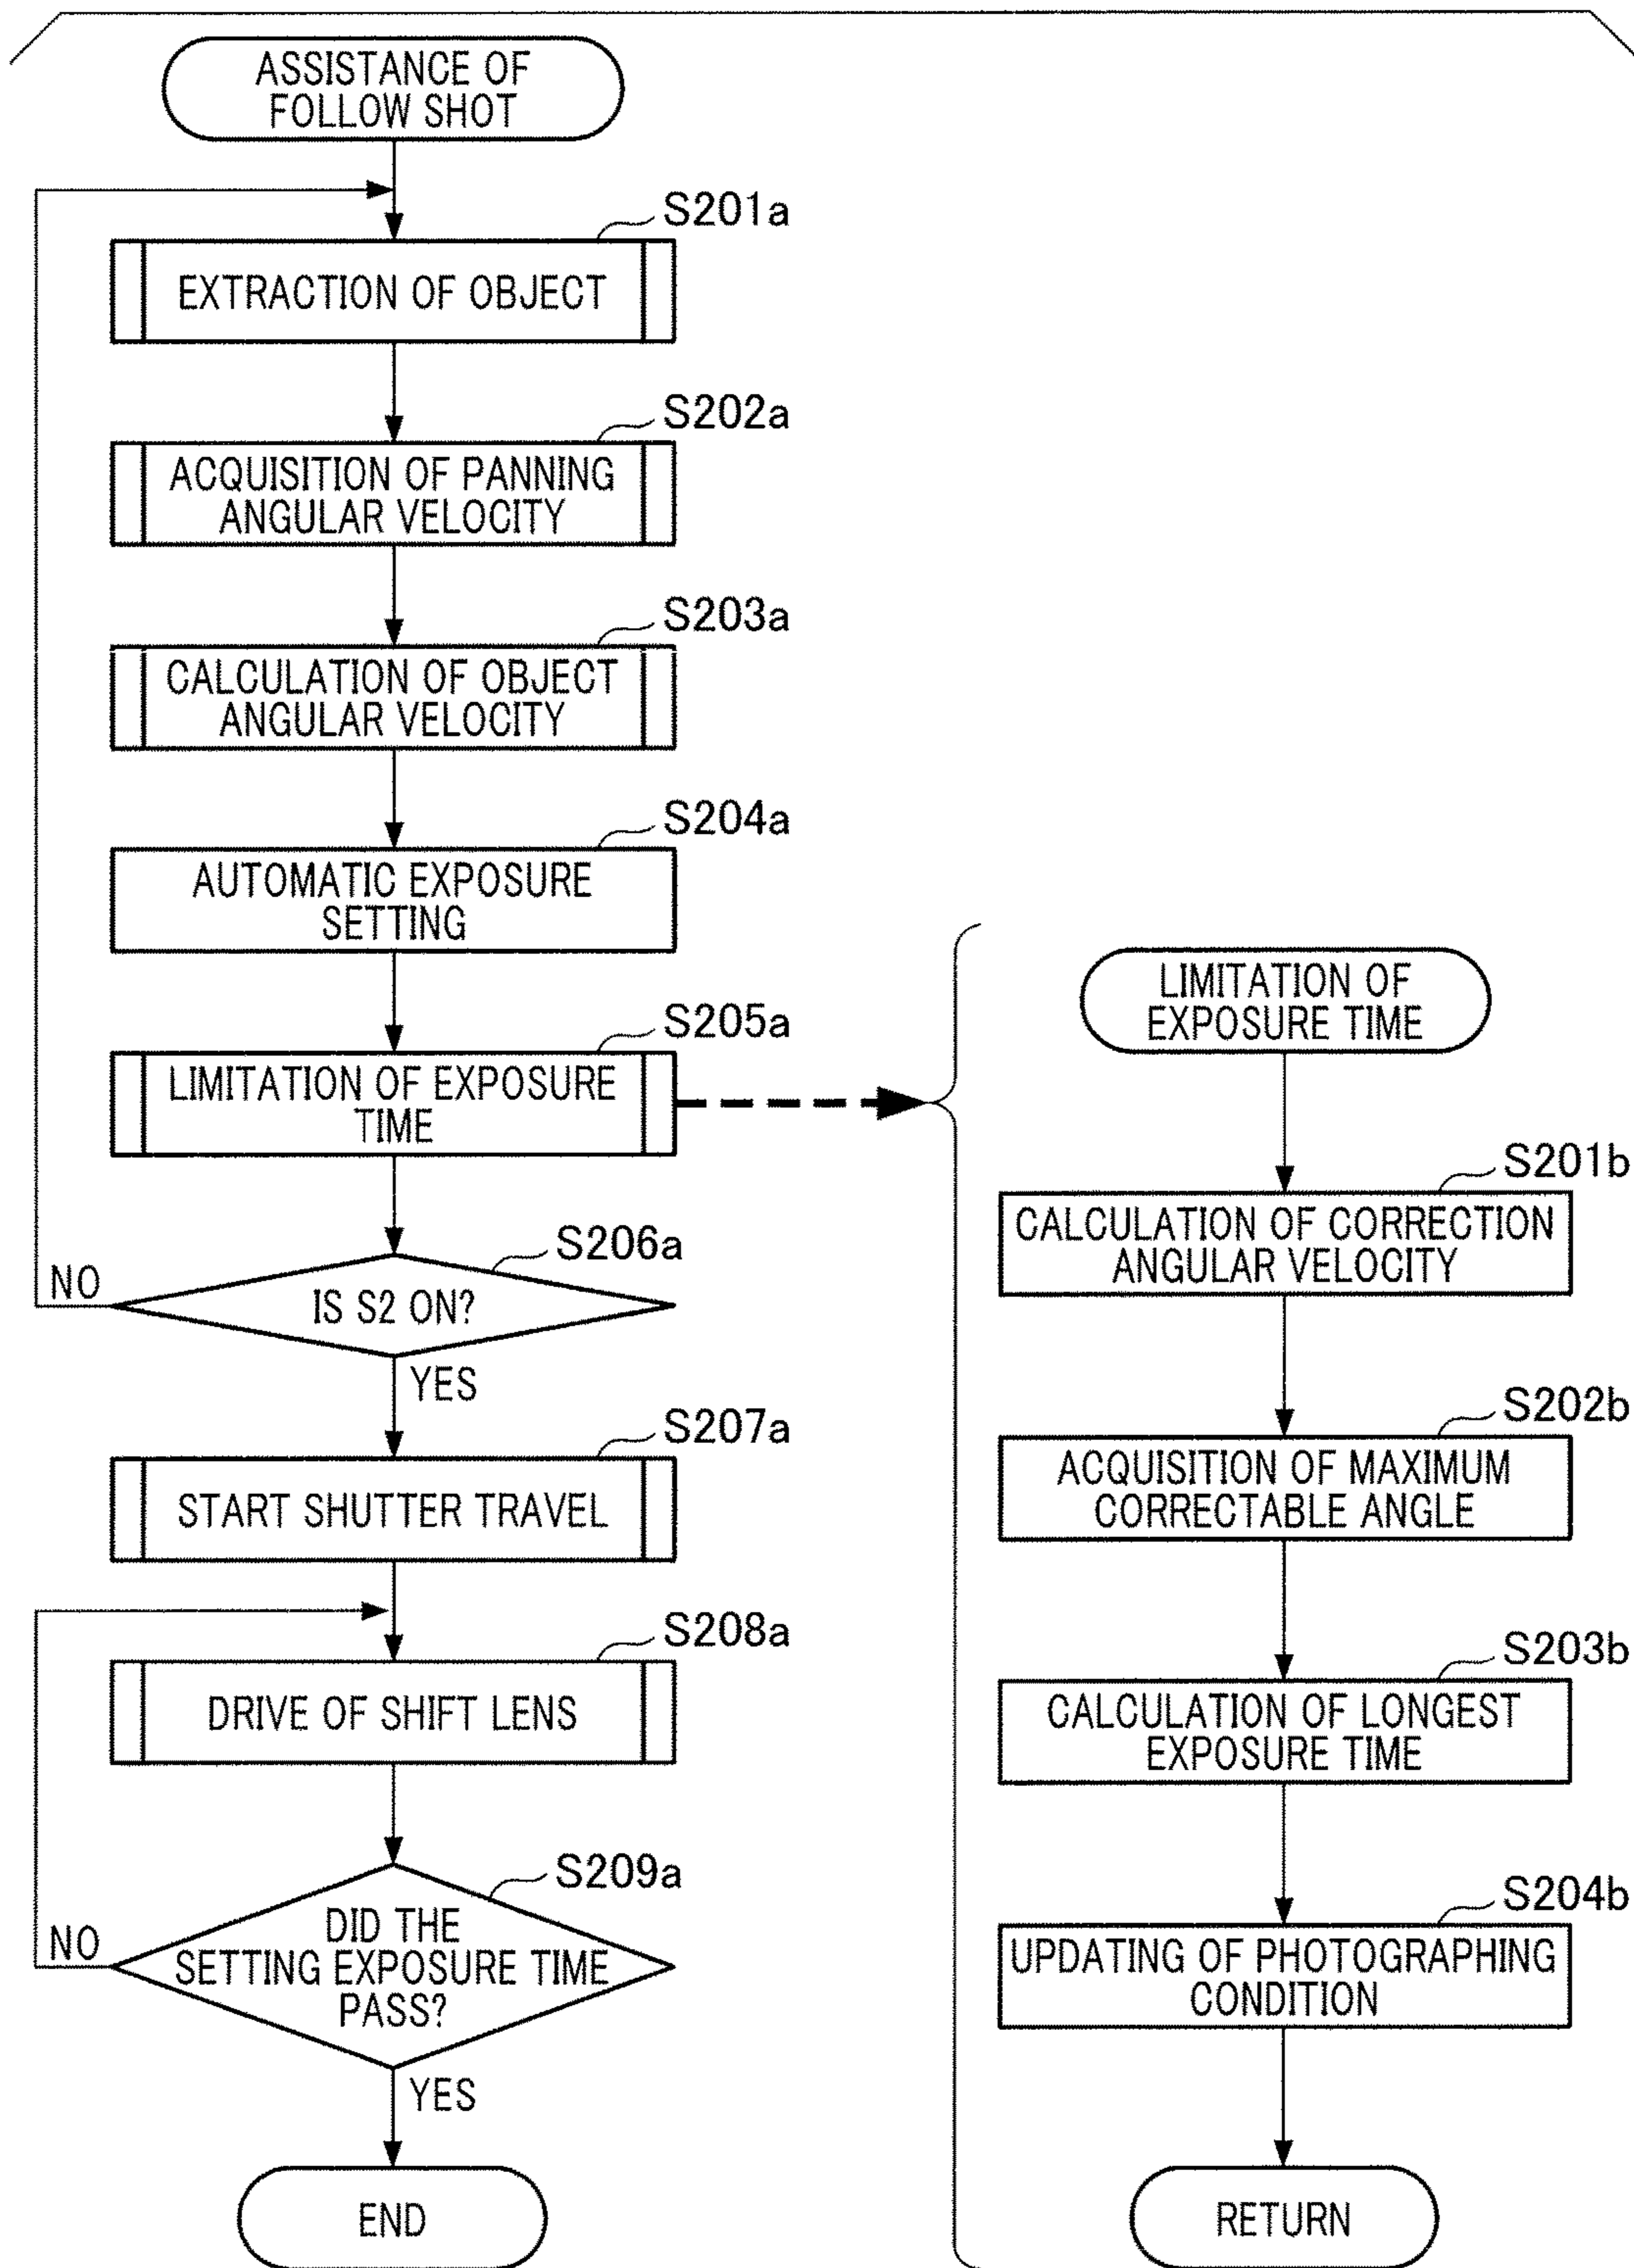 ASSISTANCE OF
FOLLOW SHOT
S201a
EXTRACTION OF OBJECT
S202a
ACQUISITION OF PANNING
ANGULAR VELOCITY
S203a
CALCULATION OF OBJECT
ANGULAR VELOCITY
S204a
AUTOMATIC EXPOSURE
SETTING
S205a
LIMITATION OF EXPOSURE
TIME
S206a
NO
IS S2 ON?
YES
S207a
START SHUTTER TRAVEL
S208a
DRIVE OF SHIFT LENS
S209a
NO
DID THE
SETTING EXPOSURE TIME
PASS?
YES
END
LIMITATION OF
EXPOSURE TIME
S201b
CALCULATION OF CORRECTION
ANGULAR VELOCITY
S202b
ACQUISITION OF MAXIMUM
CORRECTABLE ANGLE
S203b
CALCULATION OF LONGEST
EXPOSURE TIME
S204b
UPDATING OF PHOTOGRAPHING
CONDITION
RETURN